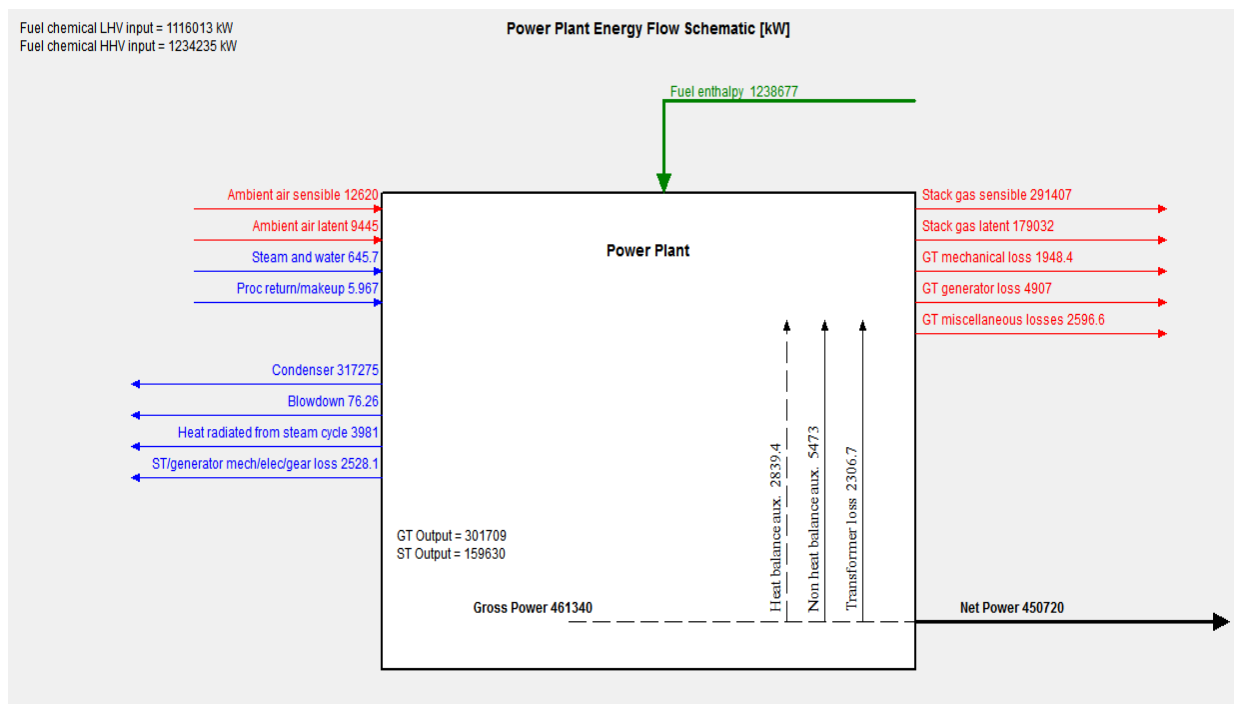 Fuel chemical LHV input = 1116013 kW
Fuel chemical HHV input = 1234235 kW
Power Plant Energy Flow Schematic [kW]
Fuel enthalpy 1238677
Ambient air sensible 12620
Ambient air latent 9445
Steam and water 645.7
Proc return/makeup 5.967
Condenser 317275
Blowdown 76.26
Heat radiated from steam cycle 3981
ST/generator mech/elec/gear loss 2528.1
Power Plant
Stack gas sensible 291407
Stack gas latent 179032
GT mechanical loss 1948.4
GT generator loss 4907
GT miscellaneous losses 2596.6
Heat balance aux. 2839.4
Non heat balance aux. 5473
Transformer loss 2306.7
GT Output = 301709
ST Output = 159630
Gross Power 461340
Net Power 450720